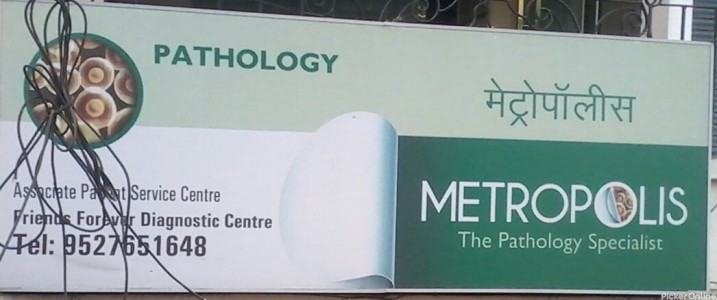 PATHOLOGY
मेट्रोपॉलीस
Associate Patient Service Centre
Friends Forever Diagnostic Centre
Tel: 9527651648
METROPOLIS
The Pathology Specialist